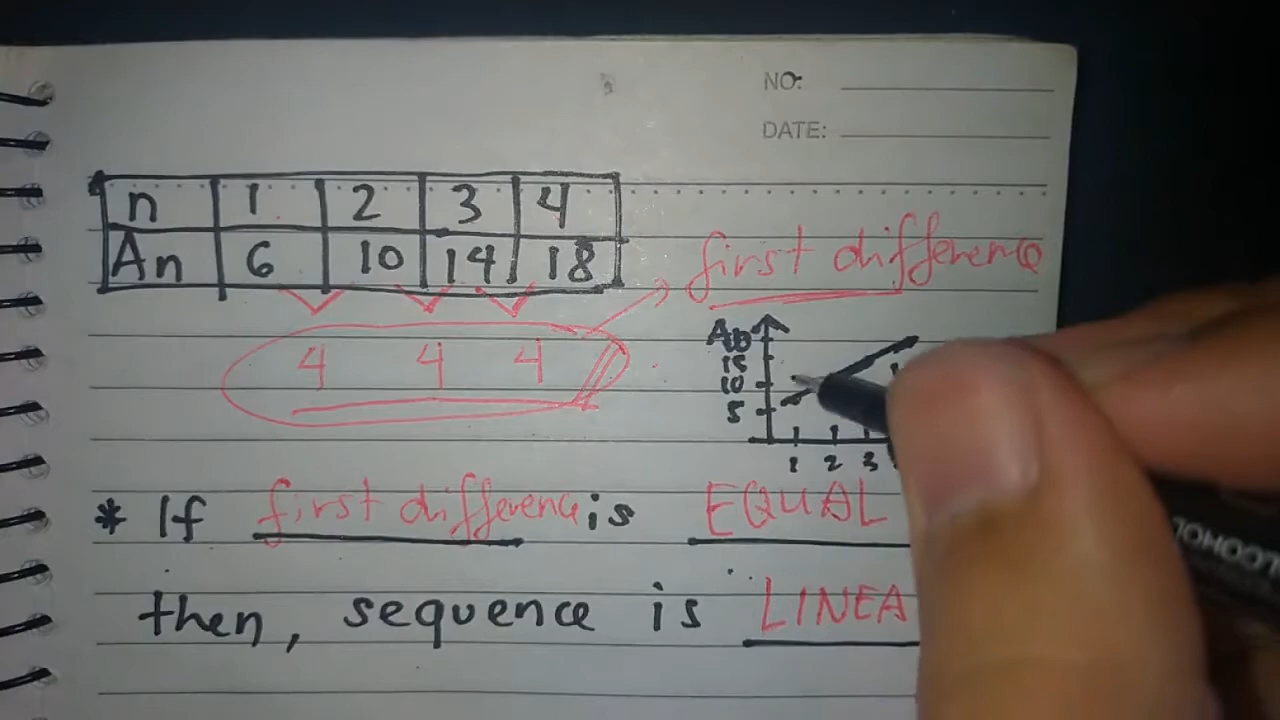 NO:
DATE:
n 1 2 3 4
An 6 10 14 18
first difference
4 4 4
An
15
10
5
1 2 3
* If first difference is EQUAL
then, sequence is LINEA